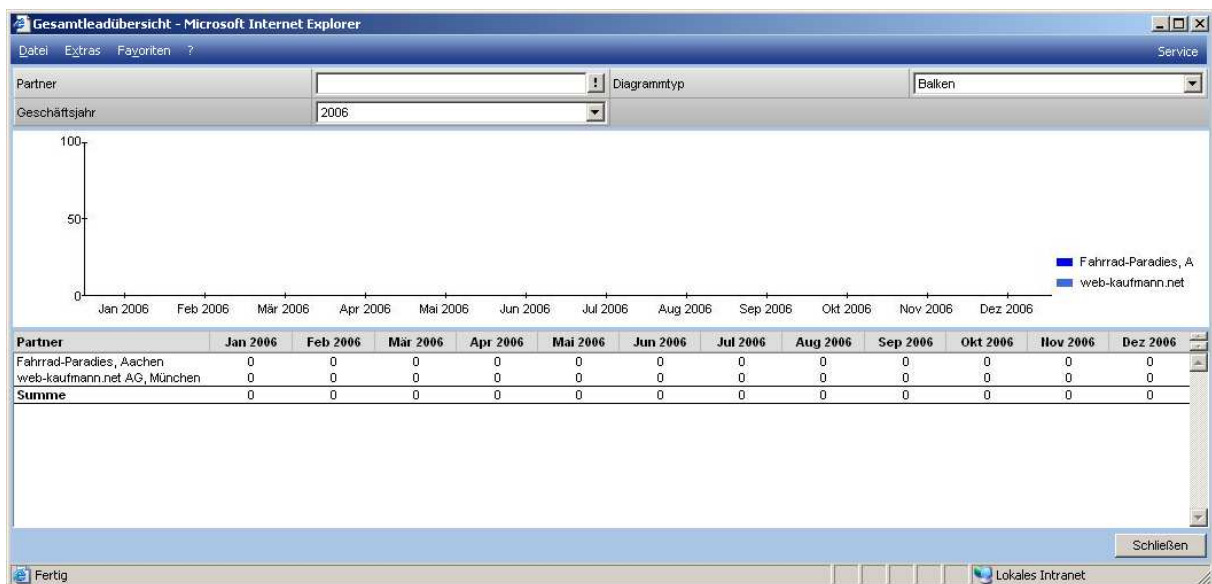 Gesamtleadübersicht - Microsoft Internet Explorer
Datei Extras Favoriten ? Service
Partner ! Diagrammtyp Balken
Geschäftsjahr 2006
100
50
0
Fahrrad-Paradies, A
web-kaufmann.net
Jan 2006 Feb 2006 Mär 2006 Apr 2006 Mai 2006 Jun 2006 Jul 2006 Aug 2006 Sep 2006 Okt 2006 Nov 2006 Dez 2006
Partner Jan 2006 Feb 2006 Mär 2006 Apr 2006 Mai 2006 Jun 2006 Jul 2006 Aug 2006 Sep 2006 Okt 2006 Nov 2006 Dez 2006
Fahrrad-Paradies, Aachen 0 0 0 0 0 0 0 0 0 0 0 0
web-kaufmann.net AG, München 0 0 0 0 0 0 0 0 0 0 0 0
Summe 0 0 0 0 0 0 0 0 0 0 0 0
Schließen
Fertig Lokales Intranet